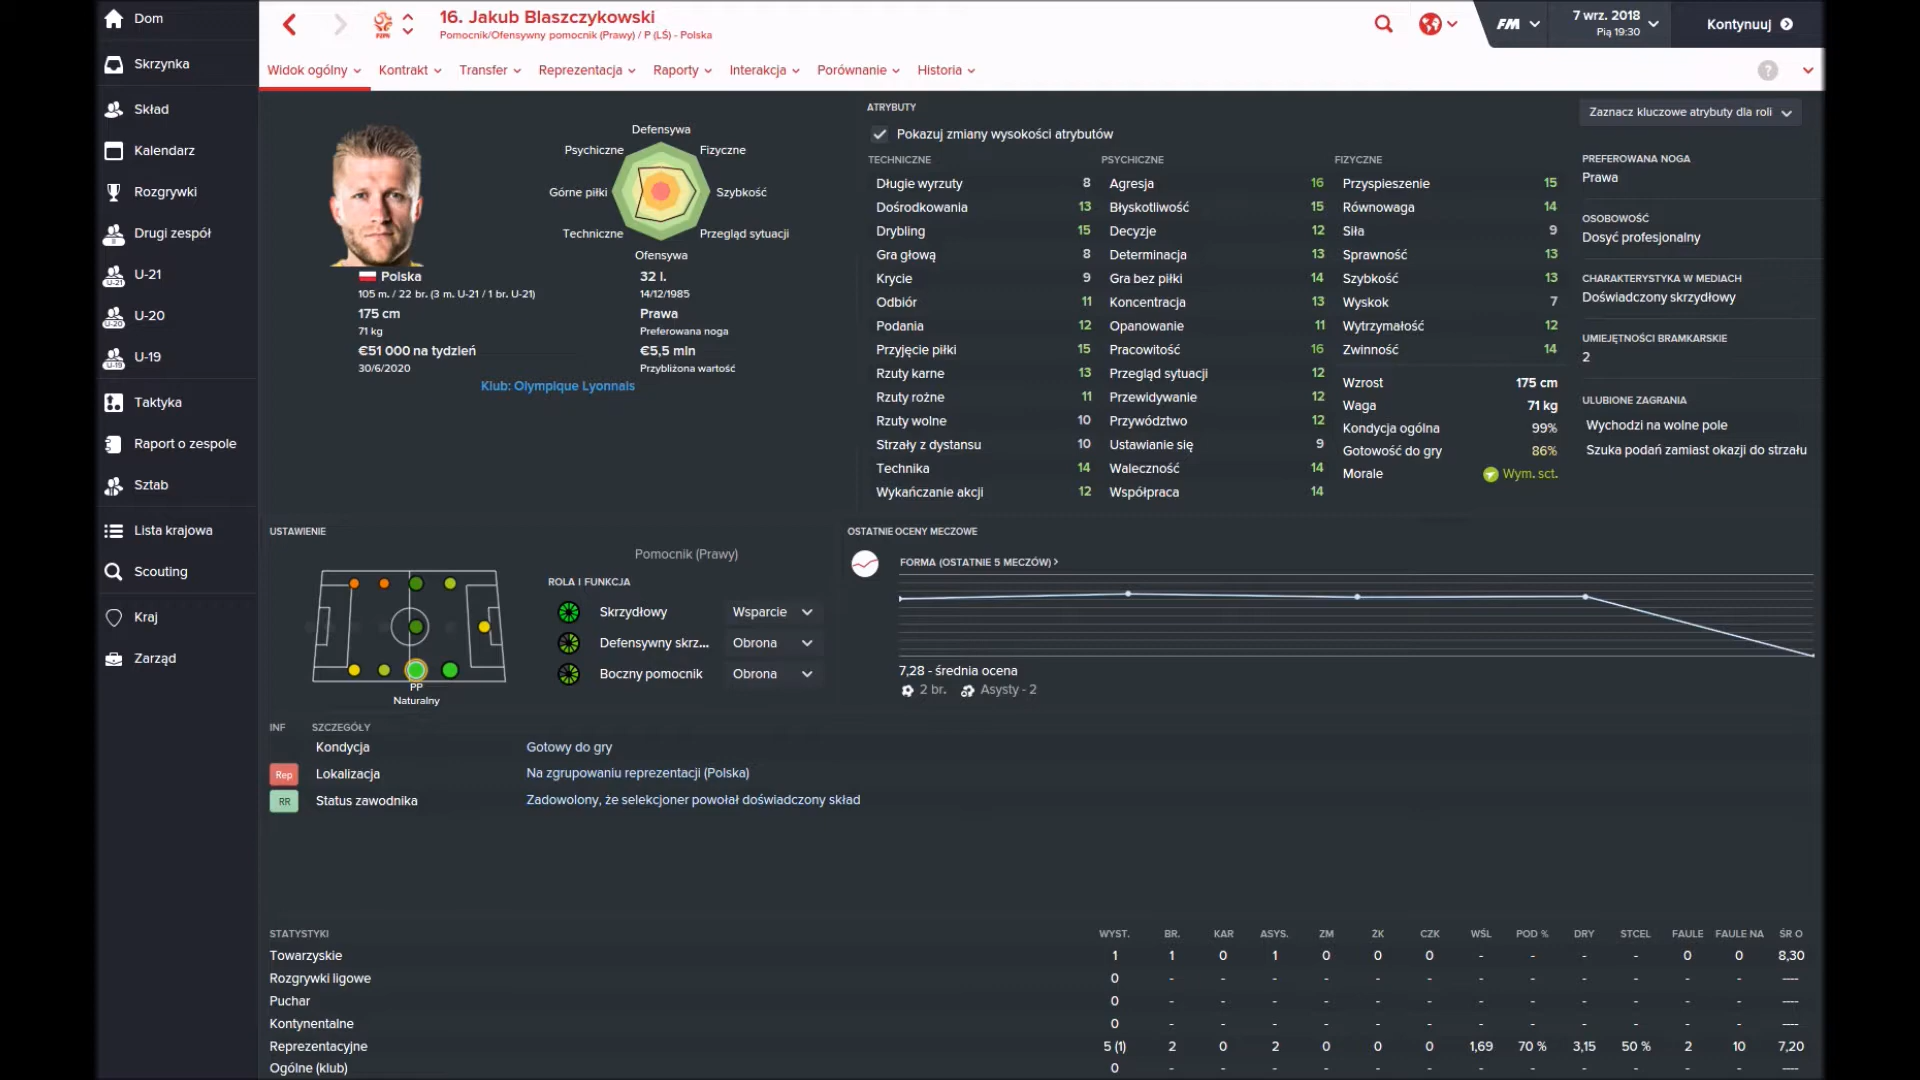 Dom
Skrzynka
Skład
Kalendarz
Rozgrywki
Drugi zespół
U-21
U-20
U-19
Taktyka
Raport o zespole
Sztab
Lista krajowa
Scouting
Kraj
Zarząd
16. Jakub Blaszczykowski
Pomocnik/Ofensywny pomocnik (Prawy) / P (LŚ) - Polska
FM
7 wrz. 2018
Pią 19:30
Kontynuuj
Widok ogólny Kontrakt Transfer Reprezentacja Raporty Interakcja Porównanie Historia
?
Defensywa
Psychiczne Fizyczne
Górne piłki Szybkość
Techniczne Przegląd sytuacji
Ofensywa
Polska
105 m. / 22 br. (3 m. U-21 / 1 br. U-21)
175 cm
71 kg
€51 000 na tydzień
30/6/2020
32 l.
14/12/1985
Prawa
Preferowana noga
€5,5 mln
Przybliżona wartość
Klub: Olympique Lyonnais
ATRYBUTY
Pokazuj zmiany wysokości atrybutów
Zaznacz kluczowe atrybuty dla roli
TECHNICZNE
Długie wyrzuty 8
Dośrodkowania 13
Drybling 15
Gra głową 8
Krycie 9
Odbiór 11
Podania 12
Przyjęcie piłki 15
Rzuty karne 13
Rzuty rożne 11
Rzuty wolne 10
Strzały z dystansu 10
Technika 14
Wykańczanie akcji 12
PSYCHICZNE
Agresja 16
Błyskotliwość 15
Decyzje 12
Determinacja 13
Gra bez piłki 14
Koncentracja 13
Opanowanie 11
Pracowitość 16
Przegląd sytuacji 12
Przewidywanie 12
Przywództwo 12
Ustawianie się 9
Waleczność 14
Współpraca 14
FIZYCZNE
Przyspieszenie 15
Równowaga 14
Siła 9
Sprawność 13
Szybkość 13
Wyskok 7
Wytrzymałość 12
Zwinność 14
Wzrost 175 cm
Waga 71 kg
Kondycja ogólna 99%
Gotowość do gry 86%
Morale Wym. sct.
PREFEROWANA NOGA
Prawa
OSOBOWOŚĆ
Dosyć profesjonalny
CHARAKTERYSTYKA W MEDIACH
Doświadczony skrzydłowy
UMIEJĘTNOŚCI BRAMKARSKIE
2
ULUBIONE ZAGRANIA
Wychodzi na wolne pole
Szuka podań zamiast okazji do strzału
USTAWIENIE
PP
Naturalny
Pomocnik (Prawy)
ROLA I FUNKCJA
Skrzydłowy Wsparcie
Defensywny skrz... Obrona
Boczny pomocnik Obrona
OSTATNIE OCENY MECZOWE
FORMA (OSTATNIE 5 MECZÓW) >
7,28 - średnia ocena
2 br. Asysty - 2
INF SZCZEGÓŁY
Kondycja Gotowy do gry
Rep Lokalizacja Na zgrupowaniu reprezentacji (Polska)
RR Status zawodnika Zadowolony, że selekcjoner powołał doświadczony skład
STATYSTYKI WYST. BR. KAR ASYS. ZM ŻK CZK WŚL POD % DRY STCEL FAULE FAULE NA ŚR O
Towarzyskie 1 1 0 1 0 0 0 - - - - 0 0 8,30
Rozgrywki ligowe 0 - - - - - - - - - - - - ----
Puchar 0 - - - - - - - - - - - - ----
Kontynentalne 0 - - - - - - - - - - - - ----
Reprezentacyjne 5 (1) 2 0 2 0 0 0 1,69 70 % 3,15 50 % 2 10 7,20
Ogólne (klub) 0 - - - - - - - - - - - - ----